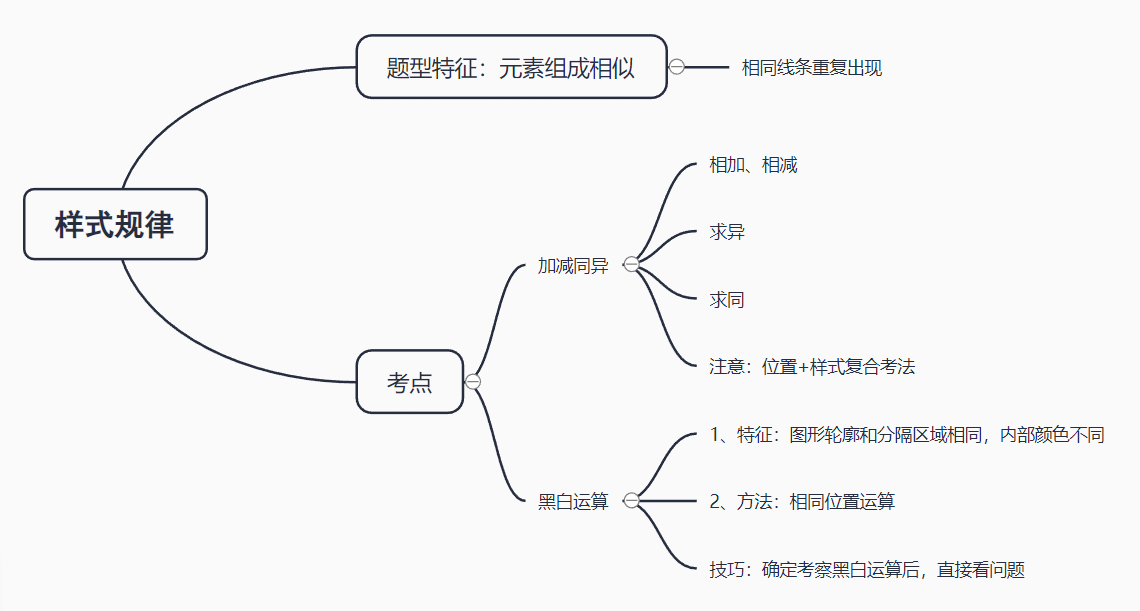 样式规律
题型特征：元素组成相似
相同线条重复出现
考点
加减同异
相加、相减
求异
求同
注意：位置+样式复合考法
黑白运算
1、特征：图形轮廓和分隔区域相同，内部颜色不同
2、方法：相同位置运算
技巧：确定考察黑白运算后，直接看问题